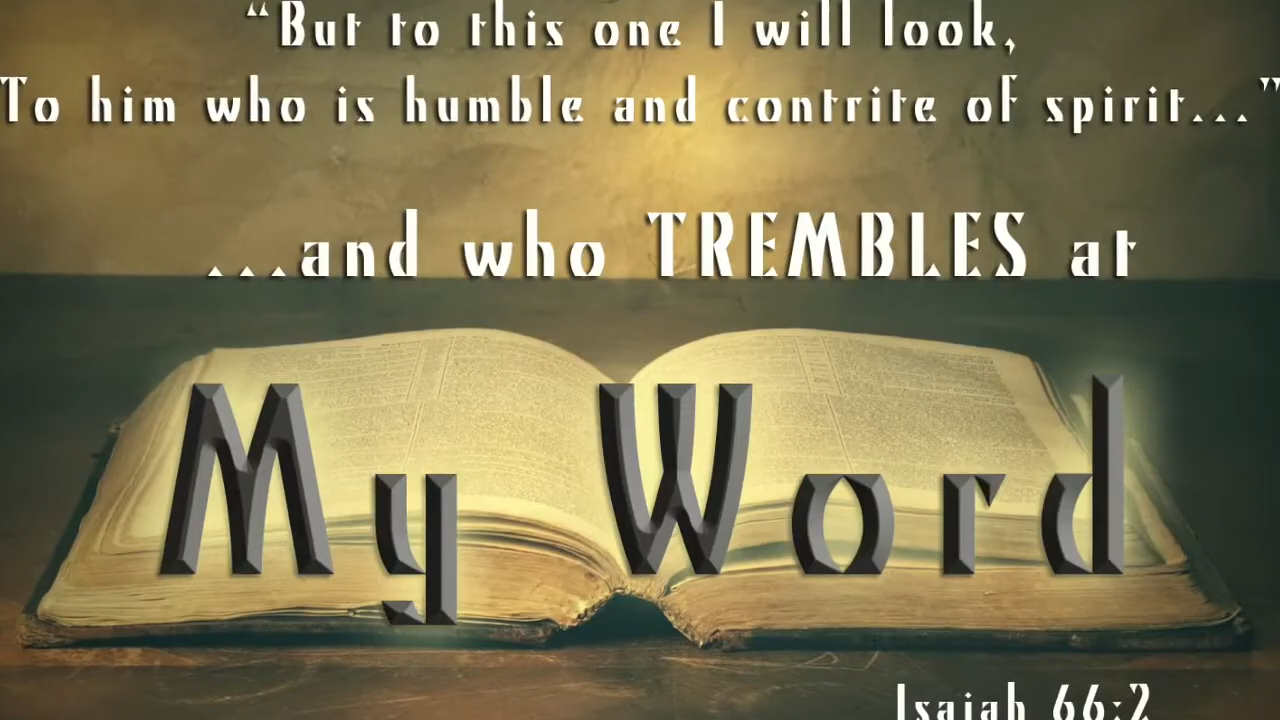 “But to this one I will look,
To him who is humble and contrite of spirit...”
...and who TREMBLES at
My Word
Isaiah 66:2